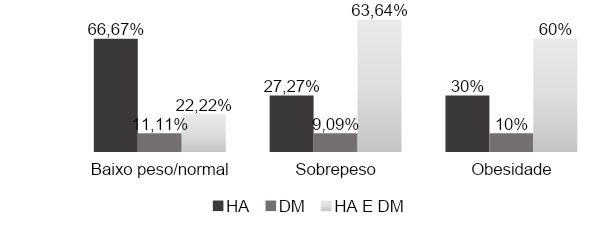 63,64%
66,67% 60%
27,27% 30%
22,22%
11,11% 9,09% 10%
Baixo peso/normal Sobrepeso Obesidade
HA DM HA E DM